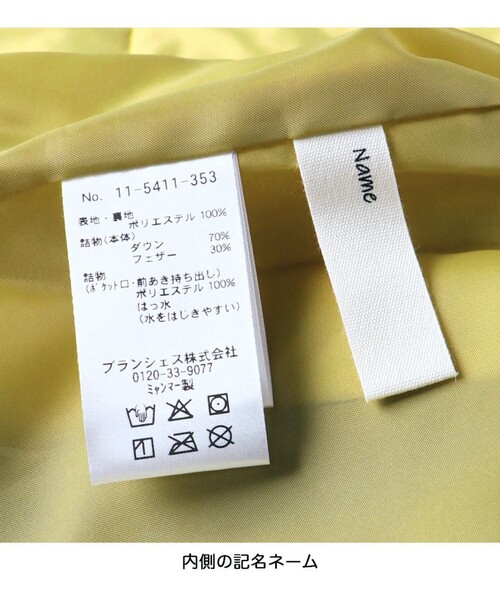 No. 11-5411-353
表地・裏地
ポリエステル 100%
詰物(本体)
ダウン 70%
フェザー 30%
詰物
(ポケット口・前あき持ち出し)
ポリエステル 100%
はっ水
(水をはじきやすい)
ブランシェス株式会社
0120-33-9077
ミャンマー製
Name
内側の記名ネーム